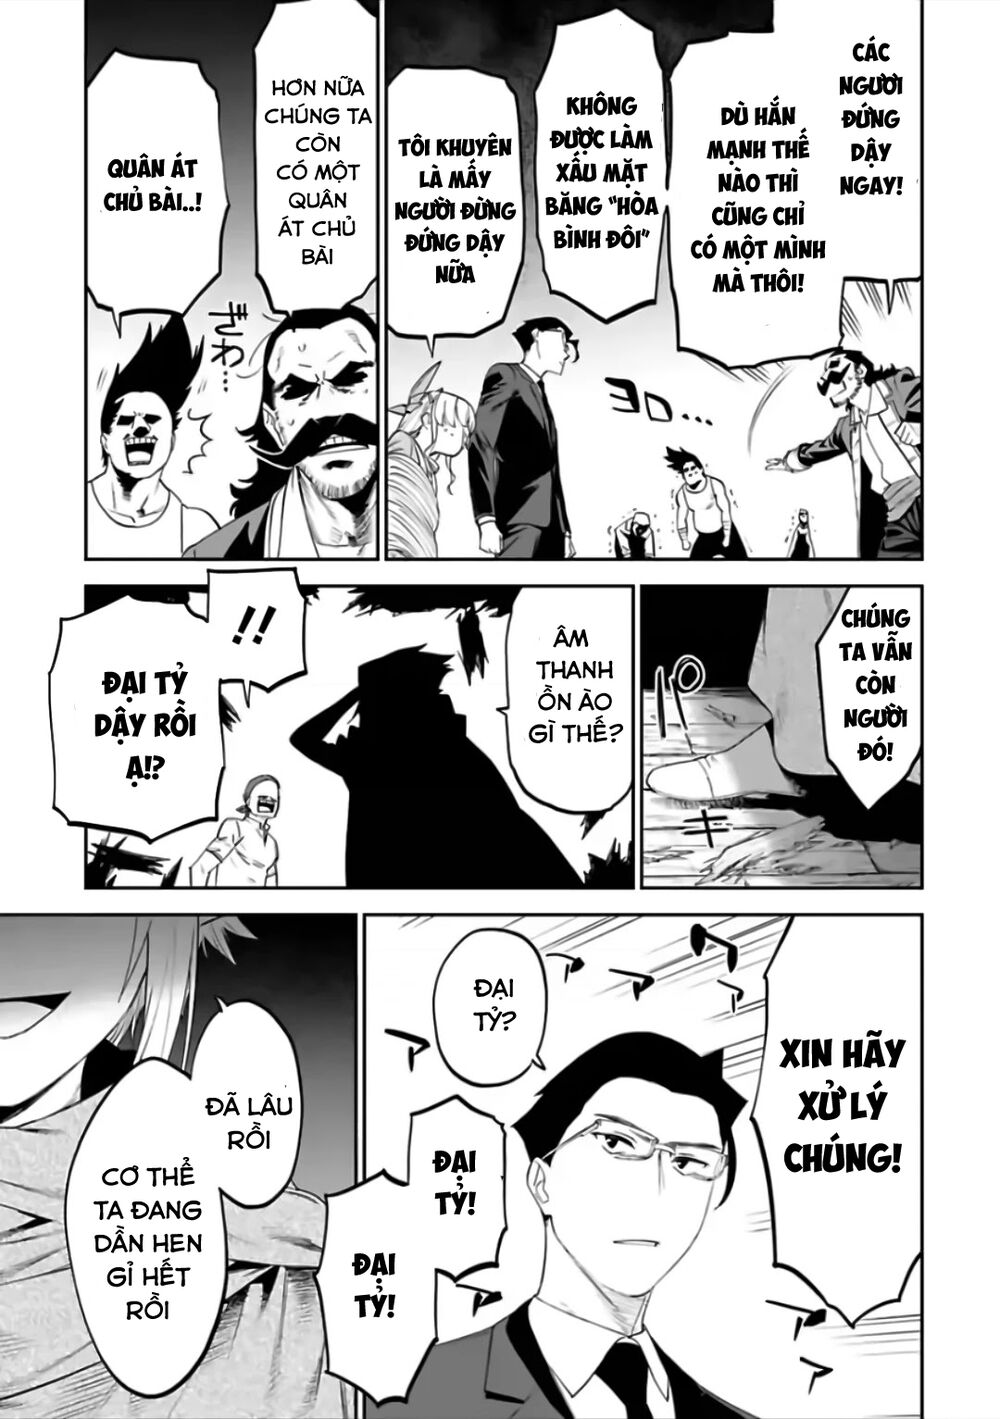 CÁC
NGƯƠI
ĐỨNG
DẬY
NGAY!
DÙ HẮN
MẠNH THẾ
NÀO THÌ
CŨNG CHỈ
CÓ MỘT MÌNH
MÀ THÔI!
KHÔNG
ĐƯỢC LÀM
XẤU MẶT
BĂNG “HÒA
BÌNH ĐÔI”
TÔI KHUYÊN
LÀ MẤY
NGƯỜI ĐỪNG
ĐỨNG DẬY
NỮA
ヨロ…
HƠN NỮA
CHÚNG TA
CÒN
CÓ MỘT
QUÂN
ÁT CHỦ
BÀI
QUÂN ÁT
CHỦ BÀI..!
ざわ…
CHÚNG
TA VẪN
CÒN
NGƯỜI
ĐÓ!
ÂM
THANH
ỒN ÀO
GÌ THẾ?
!!
ĐẠI TỶ
DẬY RỒI
Ạ!?
XIN HÃY
XỬ LÝ
CHÚNG!
ĐẠI
TỶ?
ĐẠI
TỶ!
ĐẠI
TỶ!
ĐÃ LÂU
RỒI
CƠ THỂ
TA ĐANG
DẦN HEN
GỈ HẾT
RỒI